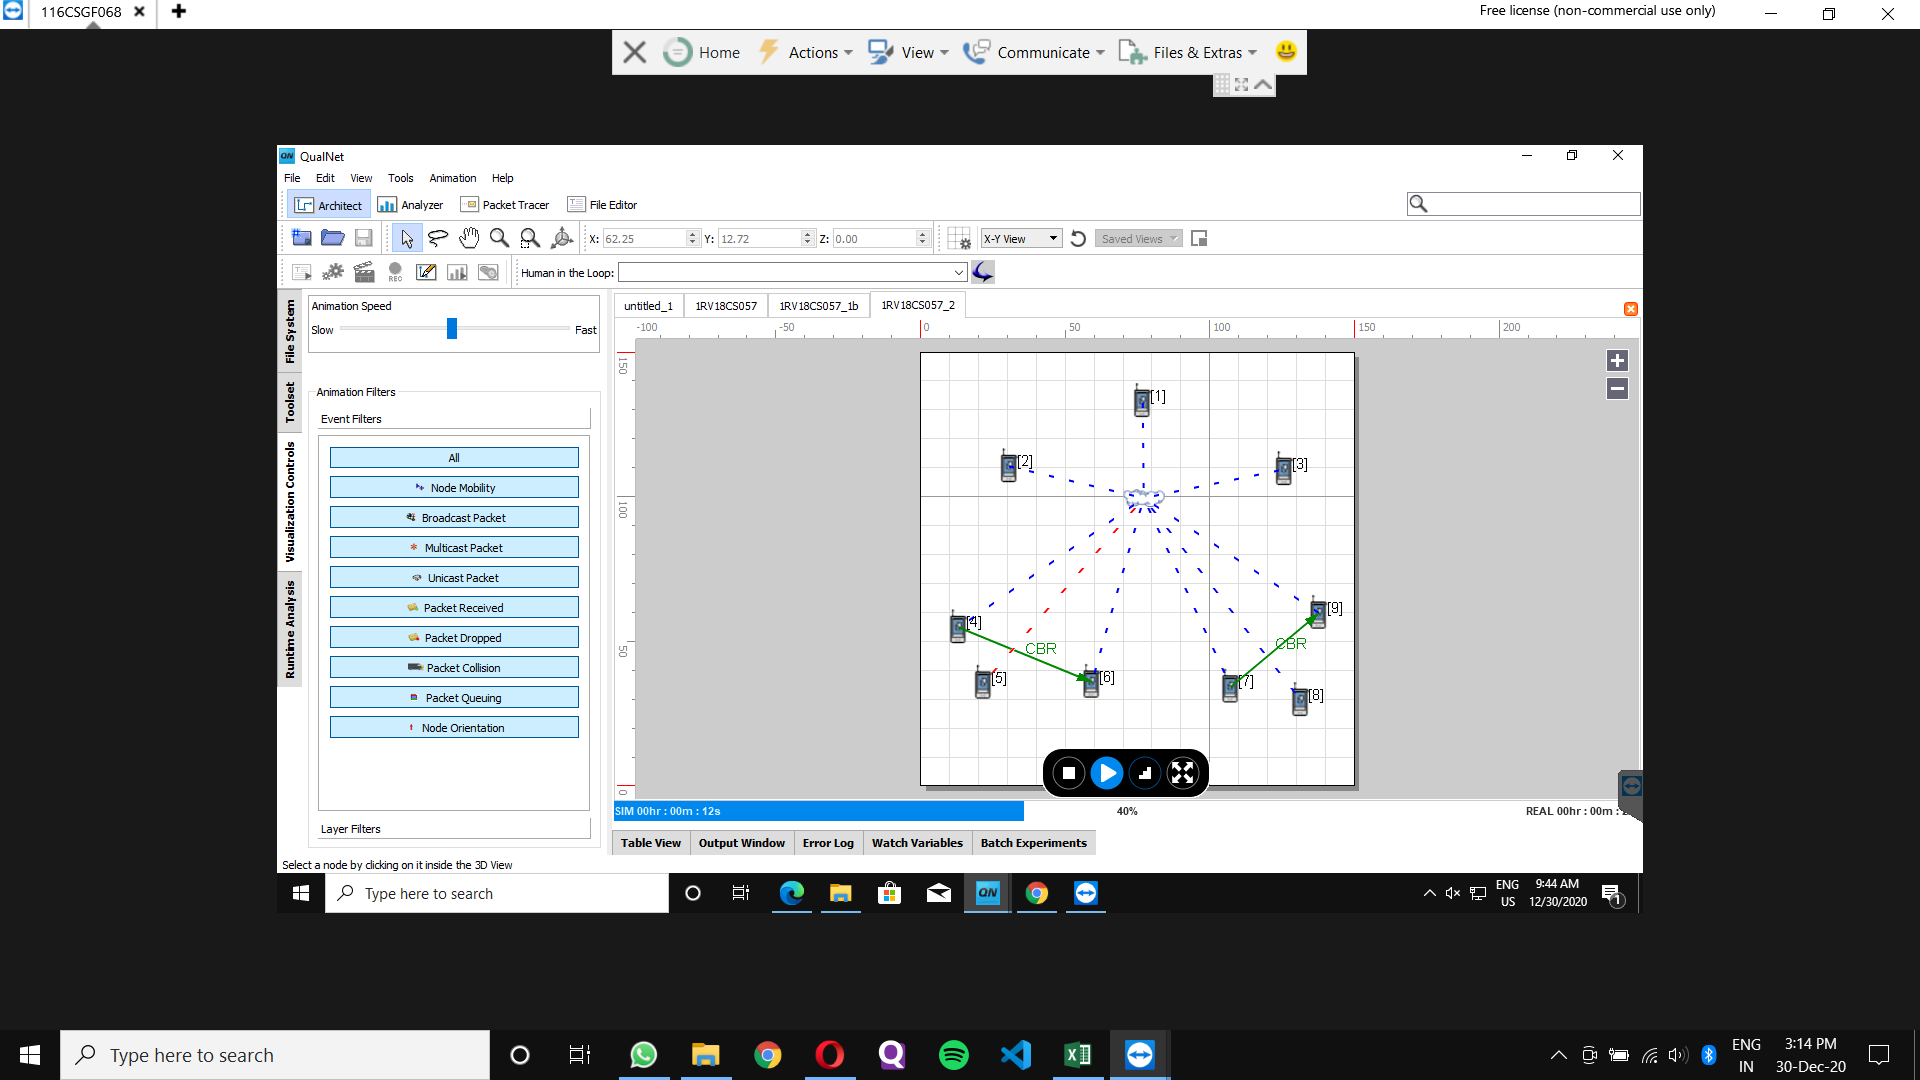 116CSGF068
Free license (non-commercial use only)
Home Actions View Communicate Files & Extras
QN QualNet
File Edit View Tools Animation Help
Architect Analyzer Packet Tracer File Editor
X: 62.25 Y: 12.72 Z: 0.00 X-Y View Saved Views
REC Human in the Loop:
File System
Toolset
Visualization Controls
Runtime Analysis
Animation Speed
Slow Fast
Animation Filters
Event Filters
All
Node Mobility
Broadcast Packet
Multicast Packet
Unicast Packet
Packet Received
Packet Dropped
Packet Collision
Packet Queuing
Node Orientation
Layer Filters
untitled_1 1RV18CS057 1RV18CS057_1b 1RV18CS057_2
-100 -50 0 50 100 150 200
150
100
50
0
[1]
[2]
[3]
[4]
[5]
[6]
[7]
[8]
[9]
CBR
CBR
SIM 00hr : 00m : 12s 40% REAL 00hr : 00m :
Table View Output Window Error Log Watch Variables Batch Experiments
Select a node by clicking on it inside the 3D View
Type here to search
QN
ENG
US
9:44 AM
12/30/2020
1
Type here to search
ENG
IN
3:14 PM
30-Dec-20